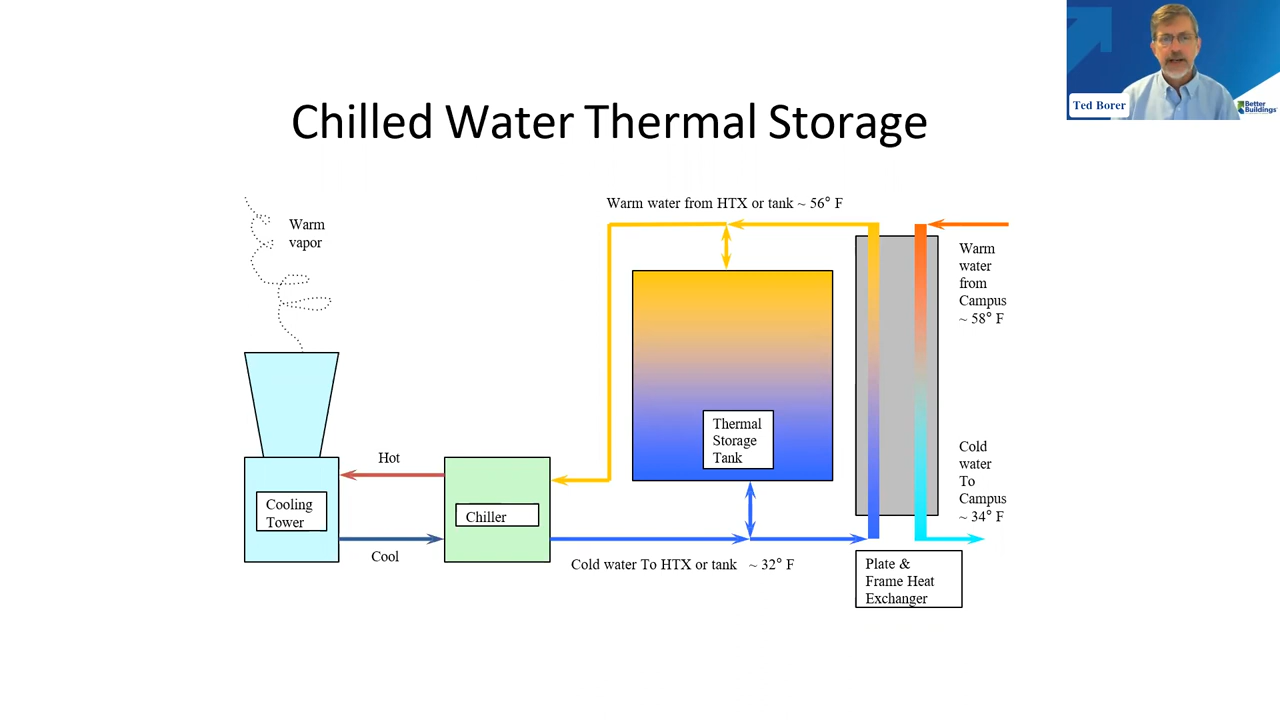 Ted Borer
Better
Buildings
Chilled Water Thermal Storage
Warm water from HTX or tank ~ 56° F
Warm
vapor
Warm
water
from
Campus
~ 58° F
Thermal
Storage
Tank
Cold
water
To
Campus
~ 34° F
Hot
Cooling
Tower
Chiller
Cool
Cold water To HTX or tank ~ 32° F
Plate &
Frame Heat
Exchanger